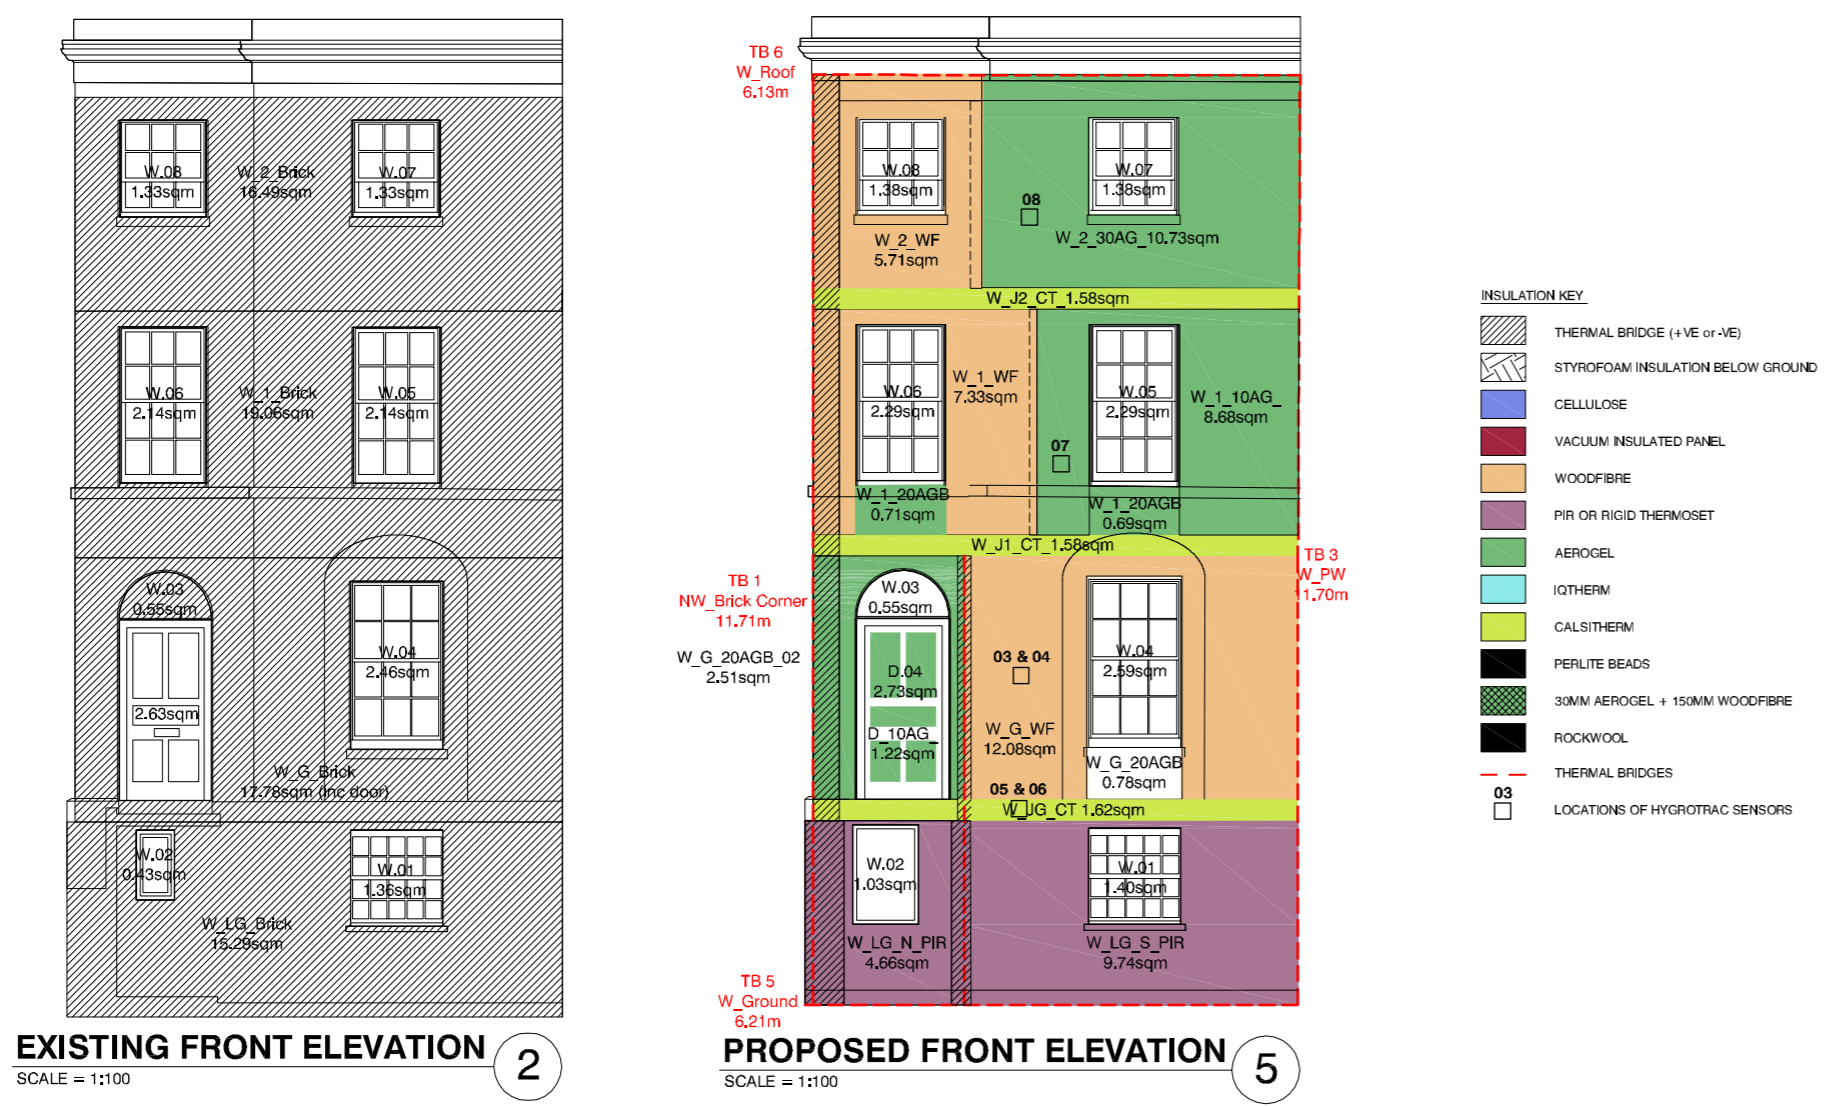 W.08
1.33sqm
W_2_Brick
16.49sqm
W.07
1.33sqm
W.06
2.14sqm
W_1_Brick
19.06sqm
W.05
2.14sqm
W.03
0.55sqm
W.04
2.46sqm
2.63sqm
W_G_Brick
17.78sqm (inc door)
W.02
0.43sqm
W.01
1.36sqm
W_LG_Brick
15.29sqm
EXISTING FRONT ELEVATION
2
SCALE = 1:100
TB 6
W_Roof
6.13m
W.08
1.38sqm
W.07
1.38sqm
08
W_2_WF
5.71sqm
W_2_30AG_10.73sqm
W_J2_CT_1.58sqm
W.06
2.29sqm
W_1_WF
7.33sqm
W.05
2.29sqm
W_1_10AG_
8.68sqm
07
W_1_20AGB
0.71sqm
W_1_20AGB
0.69sqm
W_J1_CT_1.58sqm
TB 3
W_PW
11.70m
TB 1
NW_Brick Corner
11.71m
W_G_20AGB_02
2.51sqm
W.03
0.55sqm
D.04
2.73sqm
D_10AG_
1.22sqm
03 & 04
W.04
2.59sqm
W_G_WF
12.08sqm
W_G_20AGB
0.78sqm
05 & 06
W_JG_CT 1.62sqm
W.02
1.03sqm
W.01
1.40sqm
W_LG_N_PIR
4.66sqm
W_LG_S_PIR
9.74sqm
TB 5
W_Ground
6.21m
PROPOSED FRONT ELEVATION
5
SCALE = 1:100
INSULATION KEY
THERMAL BRIDGE (+VE or -VE)
STYROFOAM INSULATION BELOW GROUND
CELLULOSE
VACUUM INSULATED PANEL
WOODFIBRE
PIR OR RIGID THERMOSET
AEROGEL
IQTHERM
CALSITHERM
PERLITE BEADS
30MM AEROGEL + 150MM WOODFIBRE
ROCKWOOL
THERMAL BRIDGES
03
LOCATIONS OF HYGROTRAC SENSORS